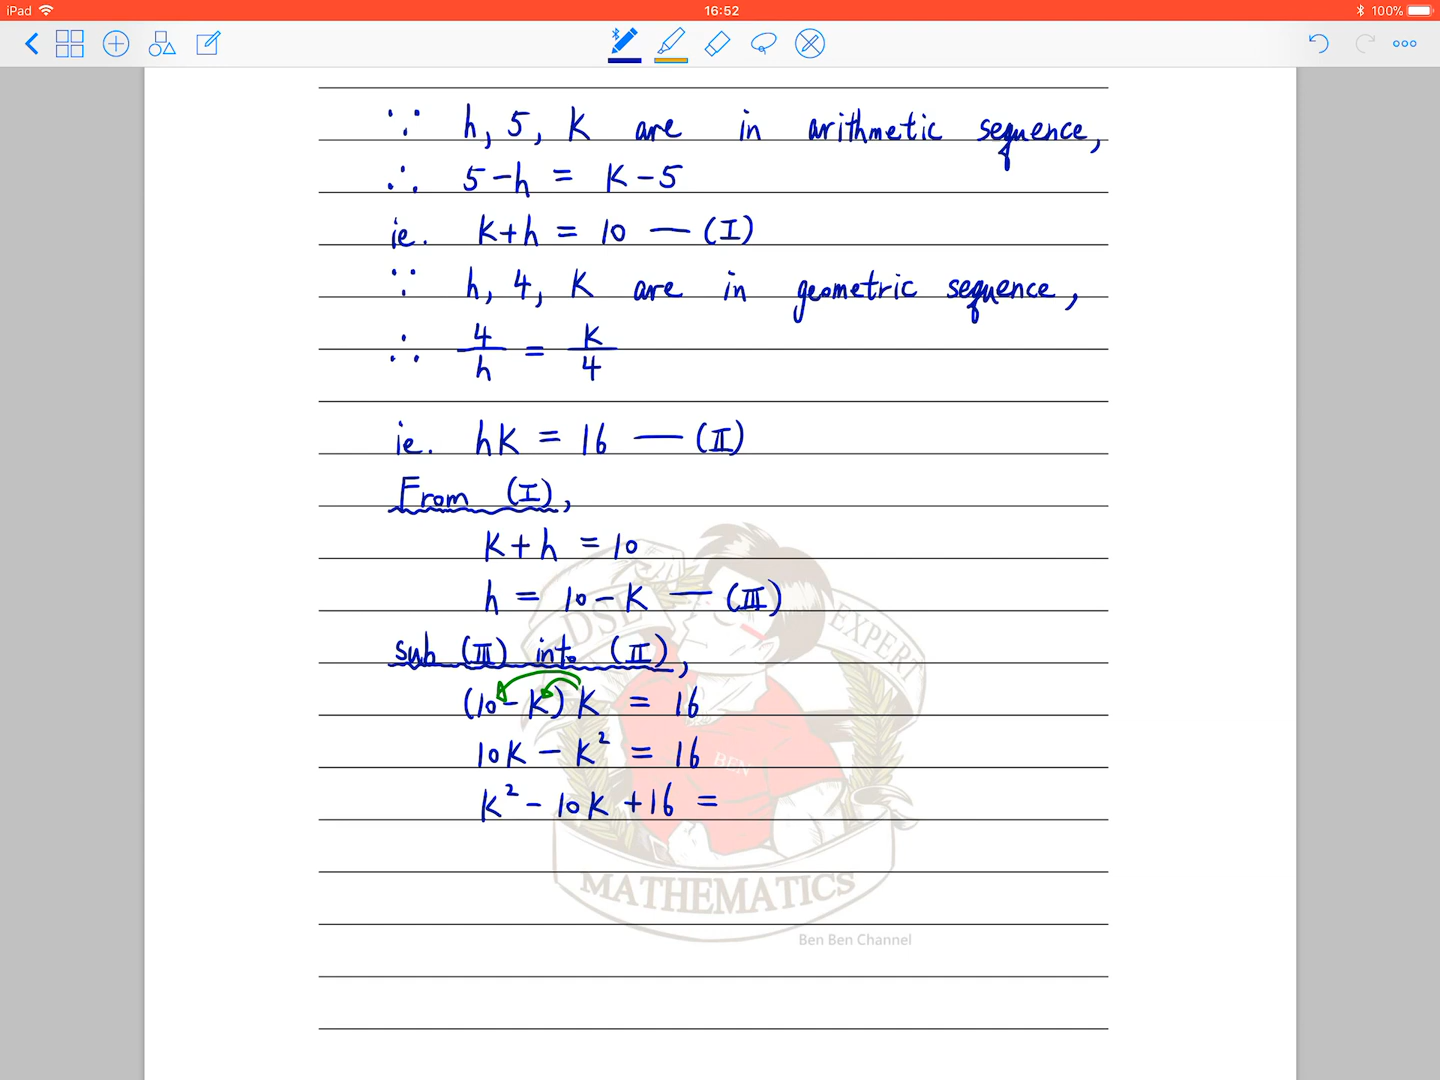 iPad 16:52 100%
∵ h, 5, k are in arithmetic sequence,
∴ 5-h = k-5
ie. k+h = 10 — (I)
∵ h, 4, k are in geometric sequence,
∴ 4/h = k/4
ie. hk = 16 — (II)
From (I),
k+h = 10
h = 10-k — (III)
sub (III) into (II),
(10-k)k = 16
10k - k² = 16
k² - 10k + 16 =
DSE EXPERT
BEN
MATHEMATICS
Ben Ben Channel